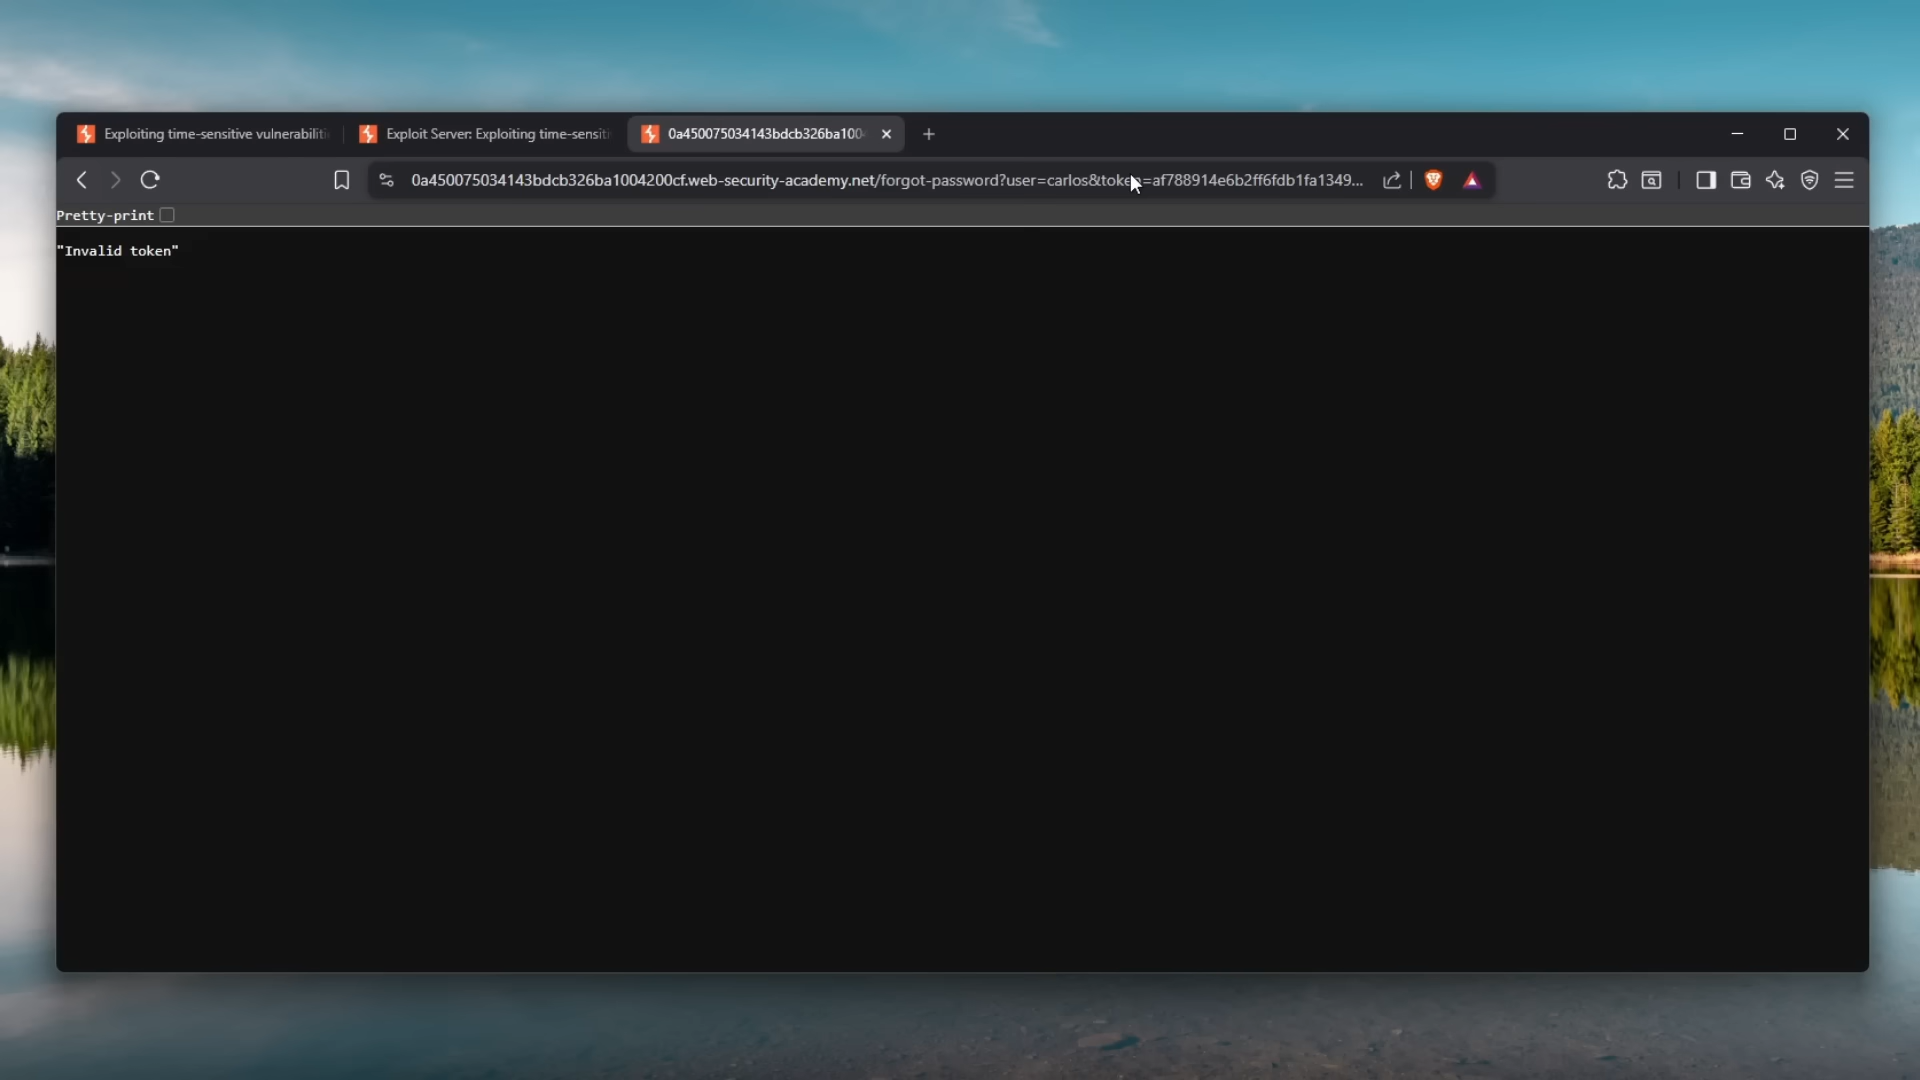 Exploiting time-sensitive vulnerabiliti
Exploit Server: Exploiting time-sensiti
0a450075034143bdcb326ba100
0a450075034143bdcb326ba1004200cf.web-security-academy.net/forgot-password?user=carlos&token=af788914e6b2ff6fdb1fa1349...
Pretty-print
"Invalid token"